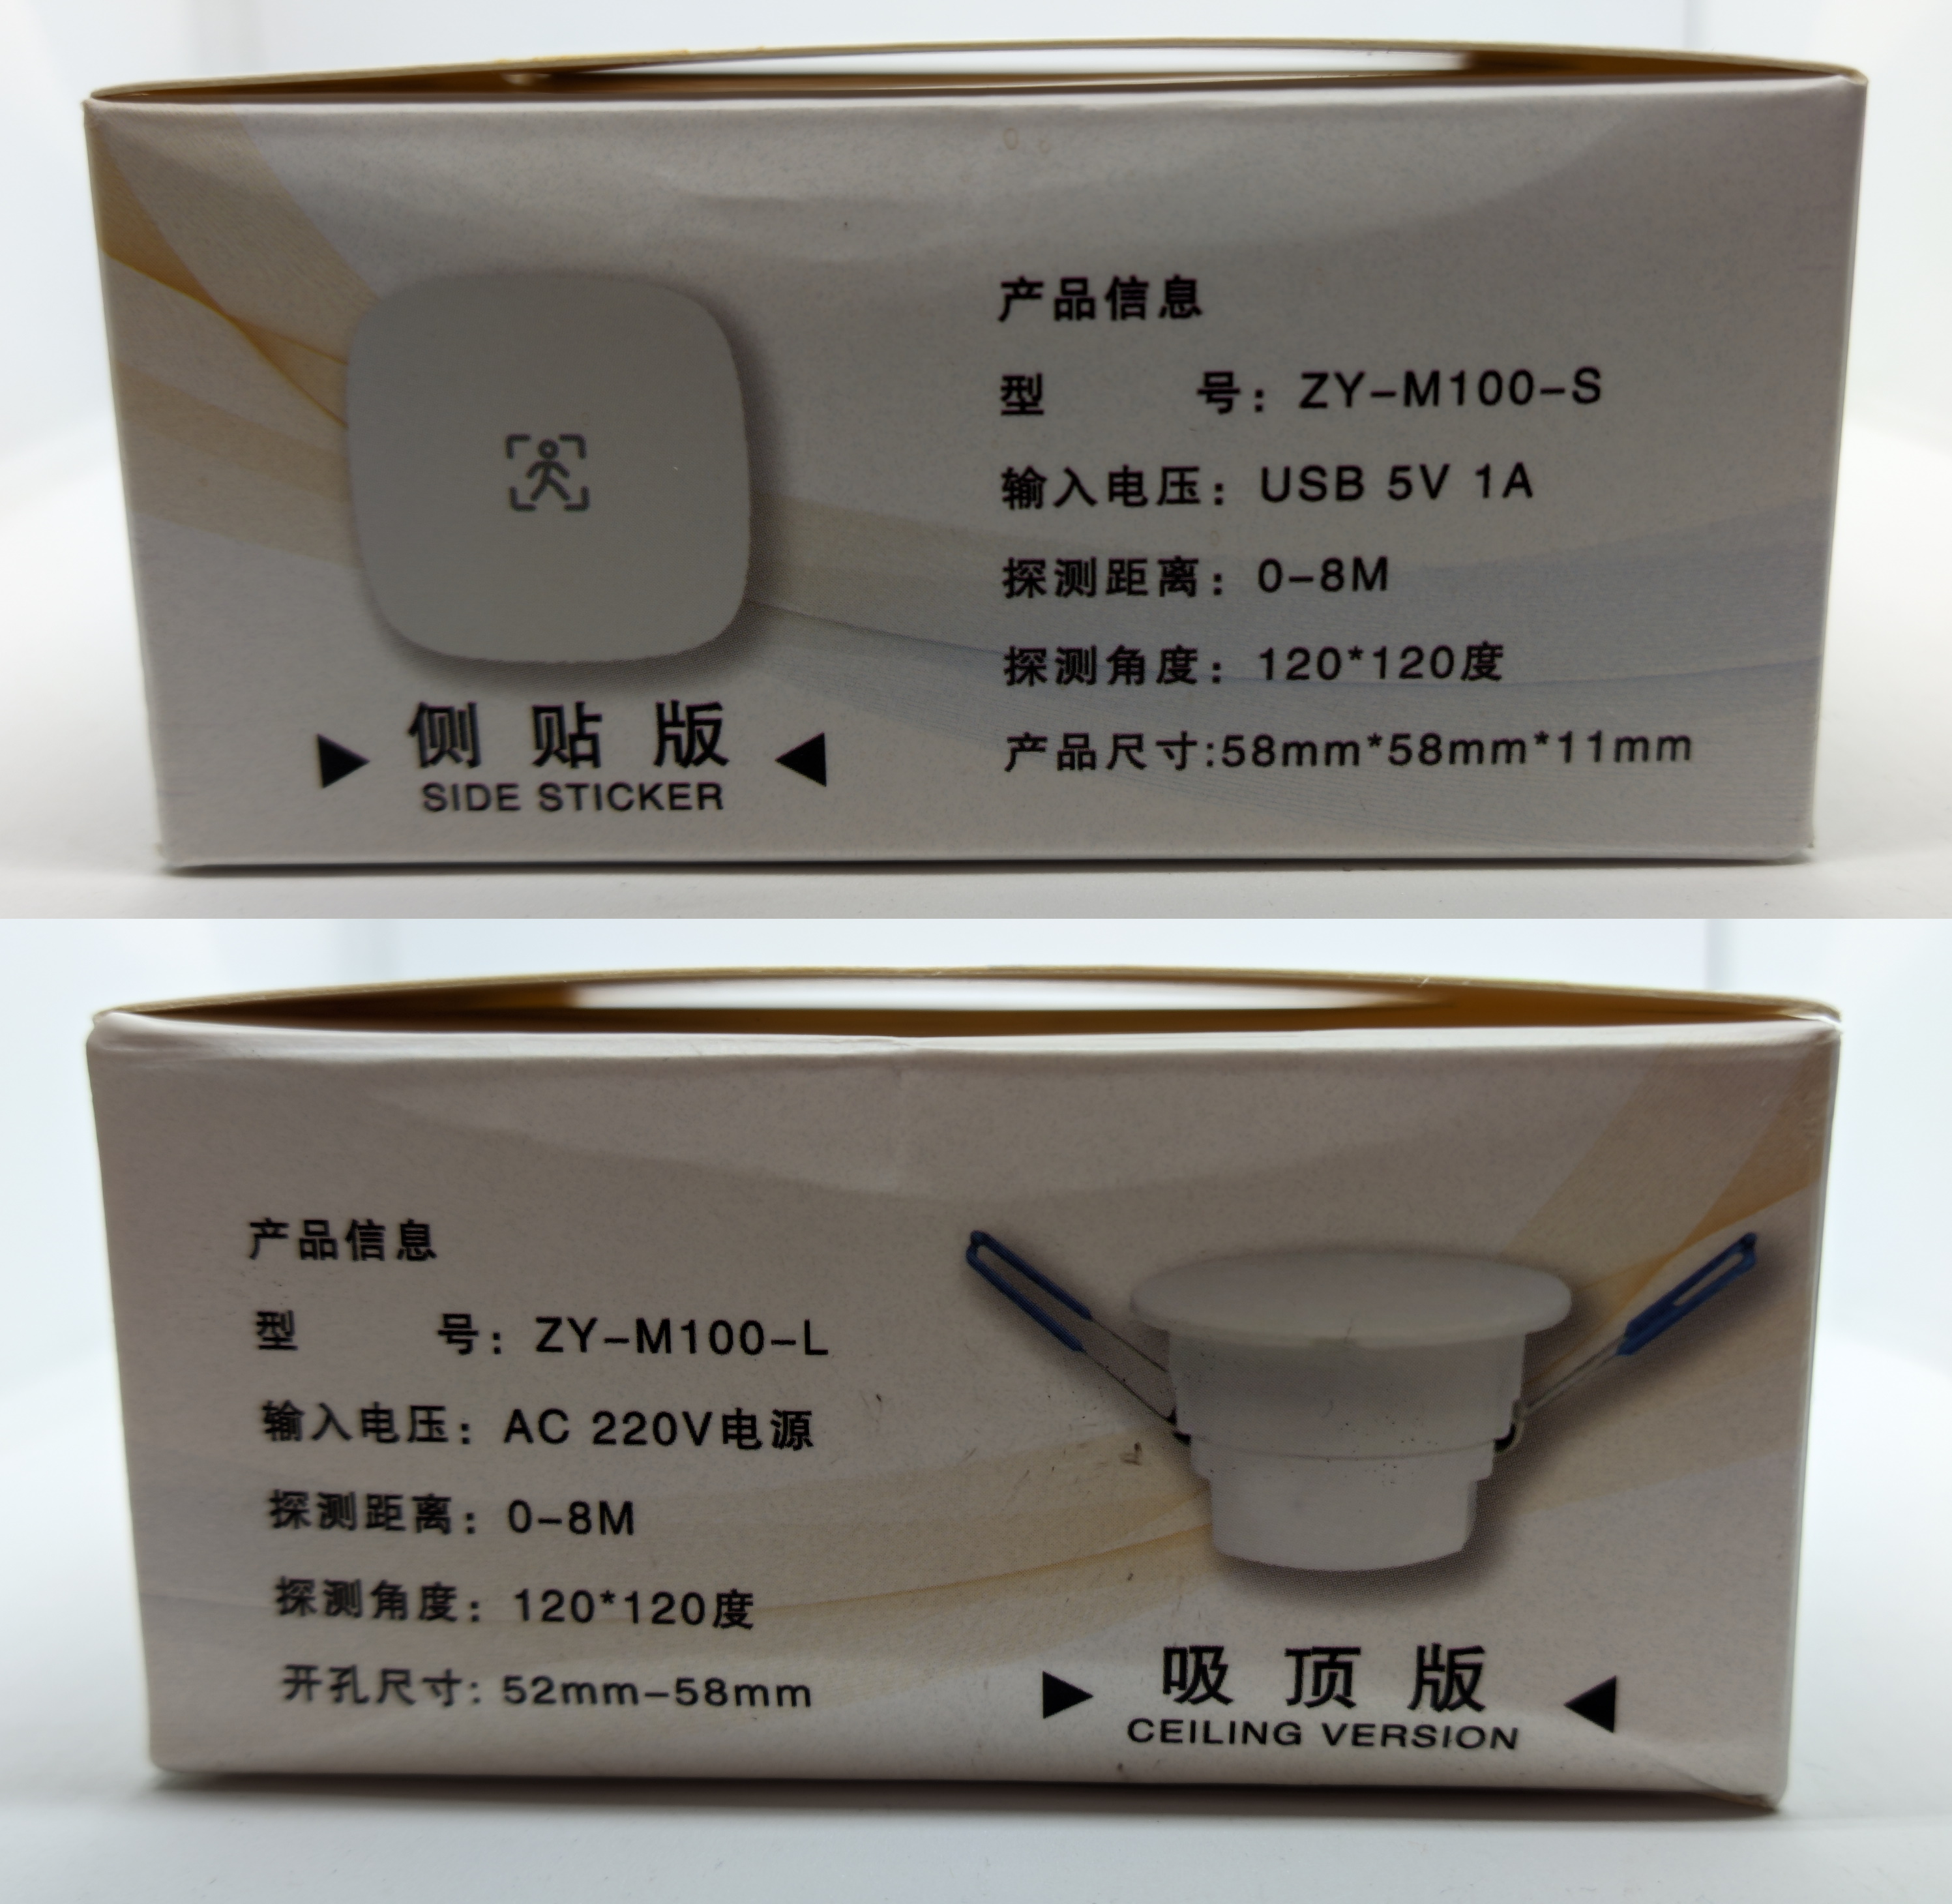 产品信息
型 号：ZY-M100-S
输入电压：USB 5V 1A
探测距离：0-8M
探测角度：120*120度
产品尺寸:58mm*58mm*11mm
侧贴版
SIDE STICKER
产品信息
型 号：ZY-M100-L
输入电压：AC 220V电源
探测距离：0-8M
探测角度：120*120度
开孔尺寸: 52mm-58mm
吸顶版
CEILING VERSION